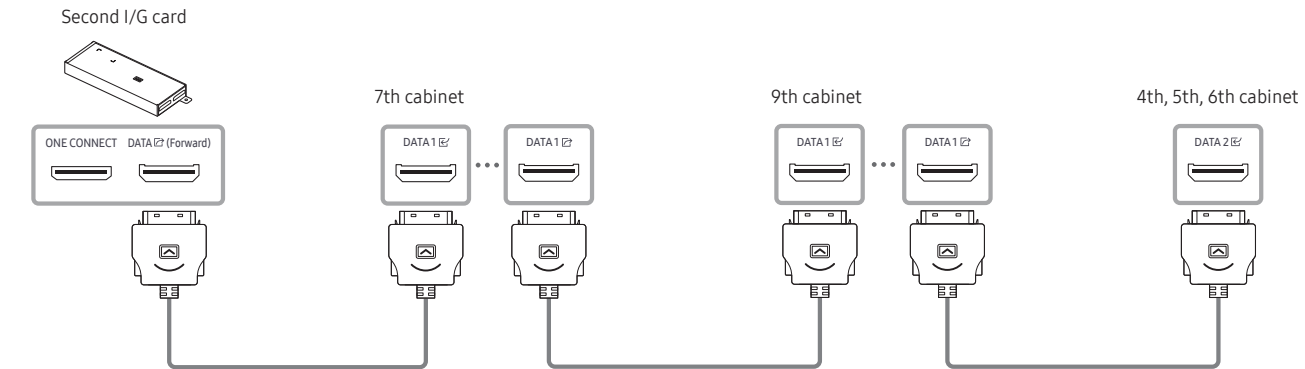 Second I/G card
7th cabinet
9th cabinet
4th, 5th, 6th cabinet
ONE CONNECT
DATA (Forward)
DATA 1
DATA 1
DATA 1
DATA 1
DATA 2